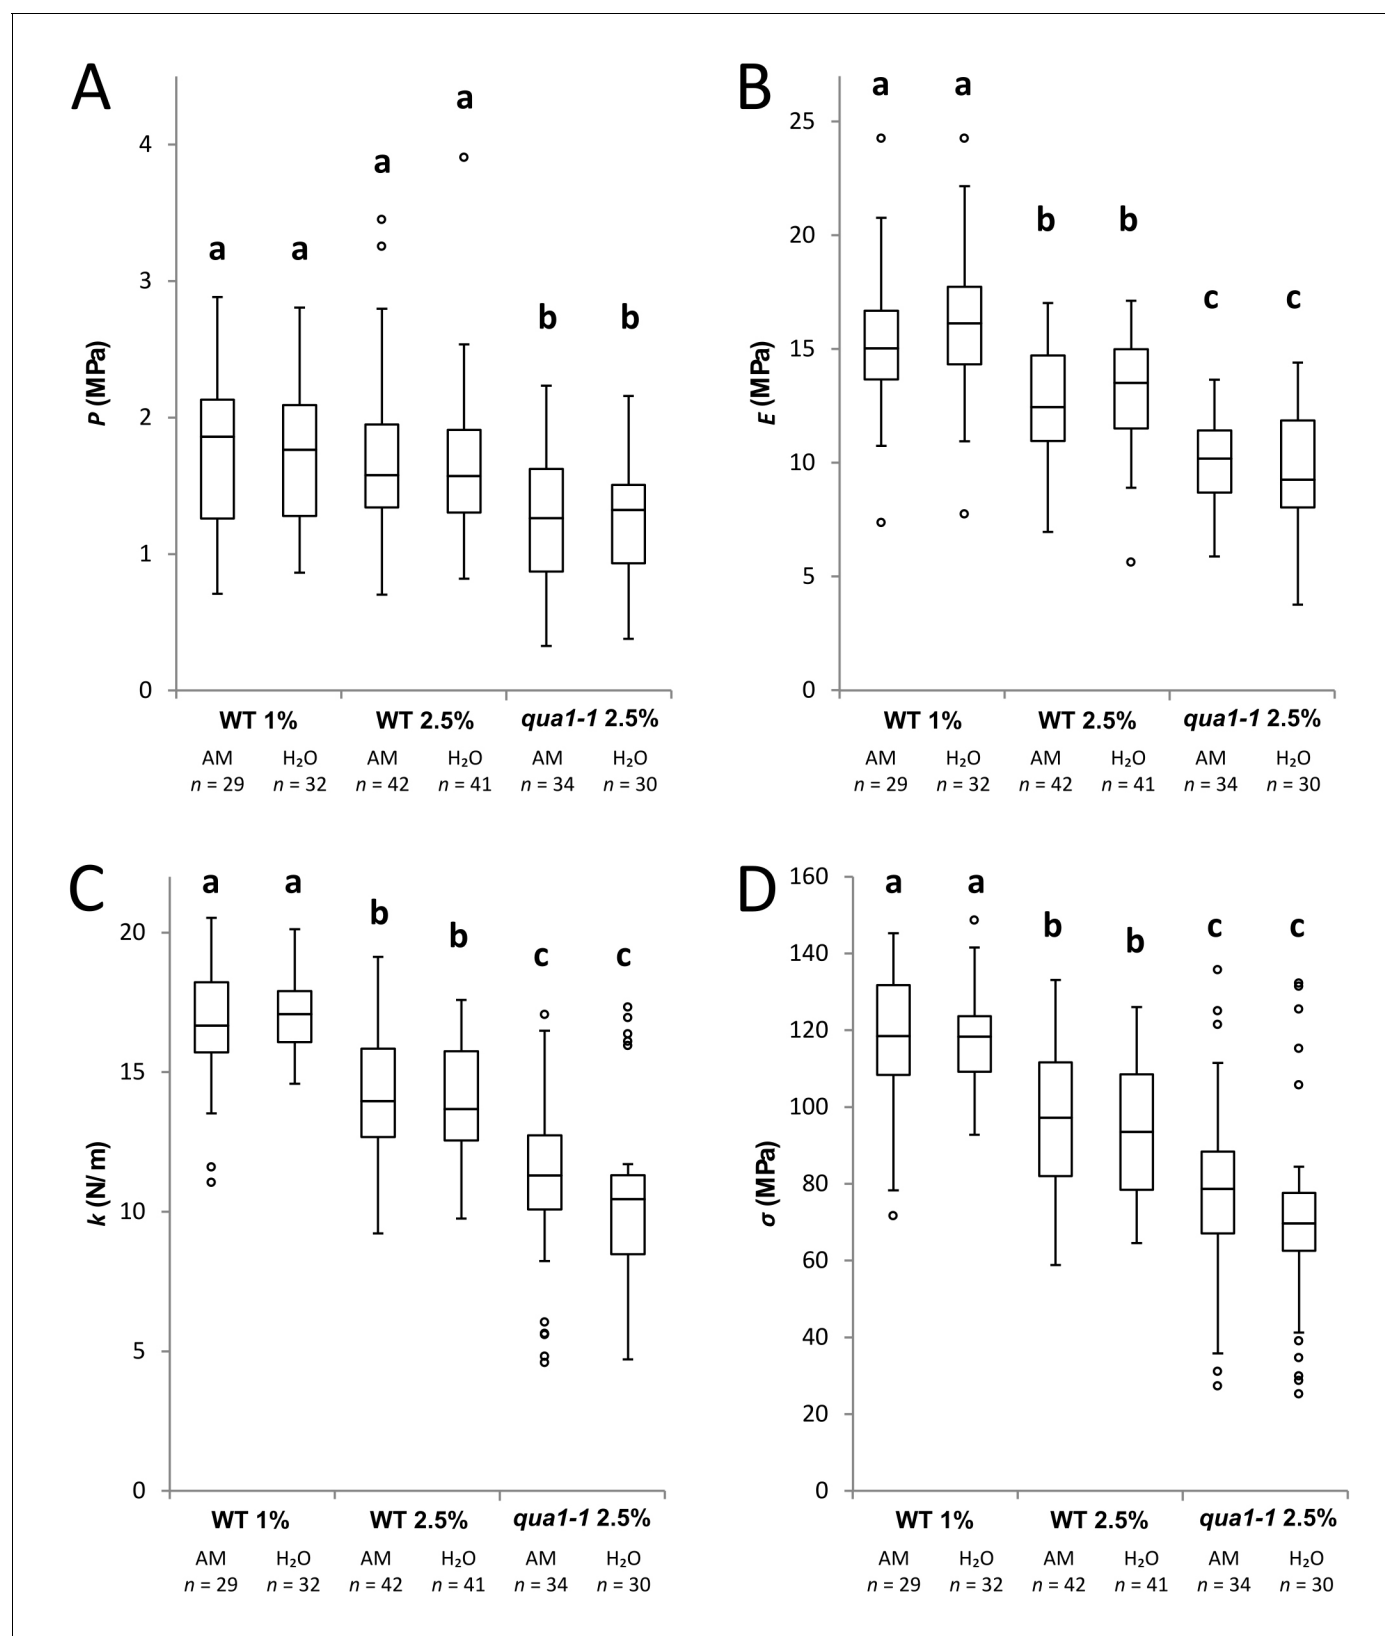 A
a a a a b b
4
3
2
1
0
P (MPa)
WT 1% WT 2.5% qua1-1 2.5%
AM H₂O AM H₂O AM H₂O
n = 29 n = 32 n = 42 n = 41 n = 34 n = 30
B
a a b b c c
25
20
15
10
5
0
E (MPa)
WT 1% WT 2.5% qua1-1 2.5%
AM H₂O AM H₂O AM H₂O
n = 29 n = 32 n = 42 n = 41 n = 34 n = 30
C
a a b b c c
20
15
10
5
0
k (N/m)
WT 1% WT 2.5% qua1-1 2.5%
AM H₂O AM H₂O AM H₂O
n = 29 n = 32 n = 42 n = 41 n = 34 n = 30
D
a a b b c c
160
140
120
100
80
60
40
20
0
σ (MPa)
WT 1% WT 2.5% qua1-1 2.5%
AM H₂O AM H₂O AM H₂O
n = 29 n = 32 n = 42 n = 41 n = 34 n = 30